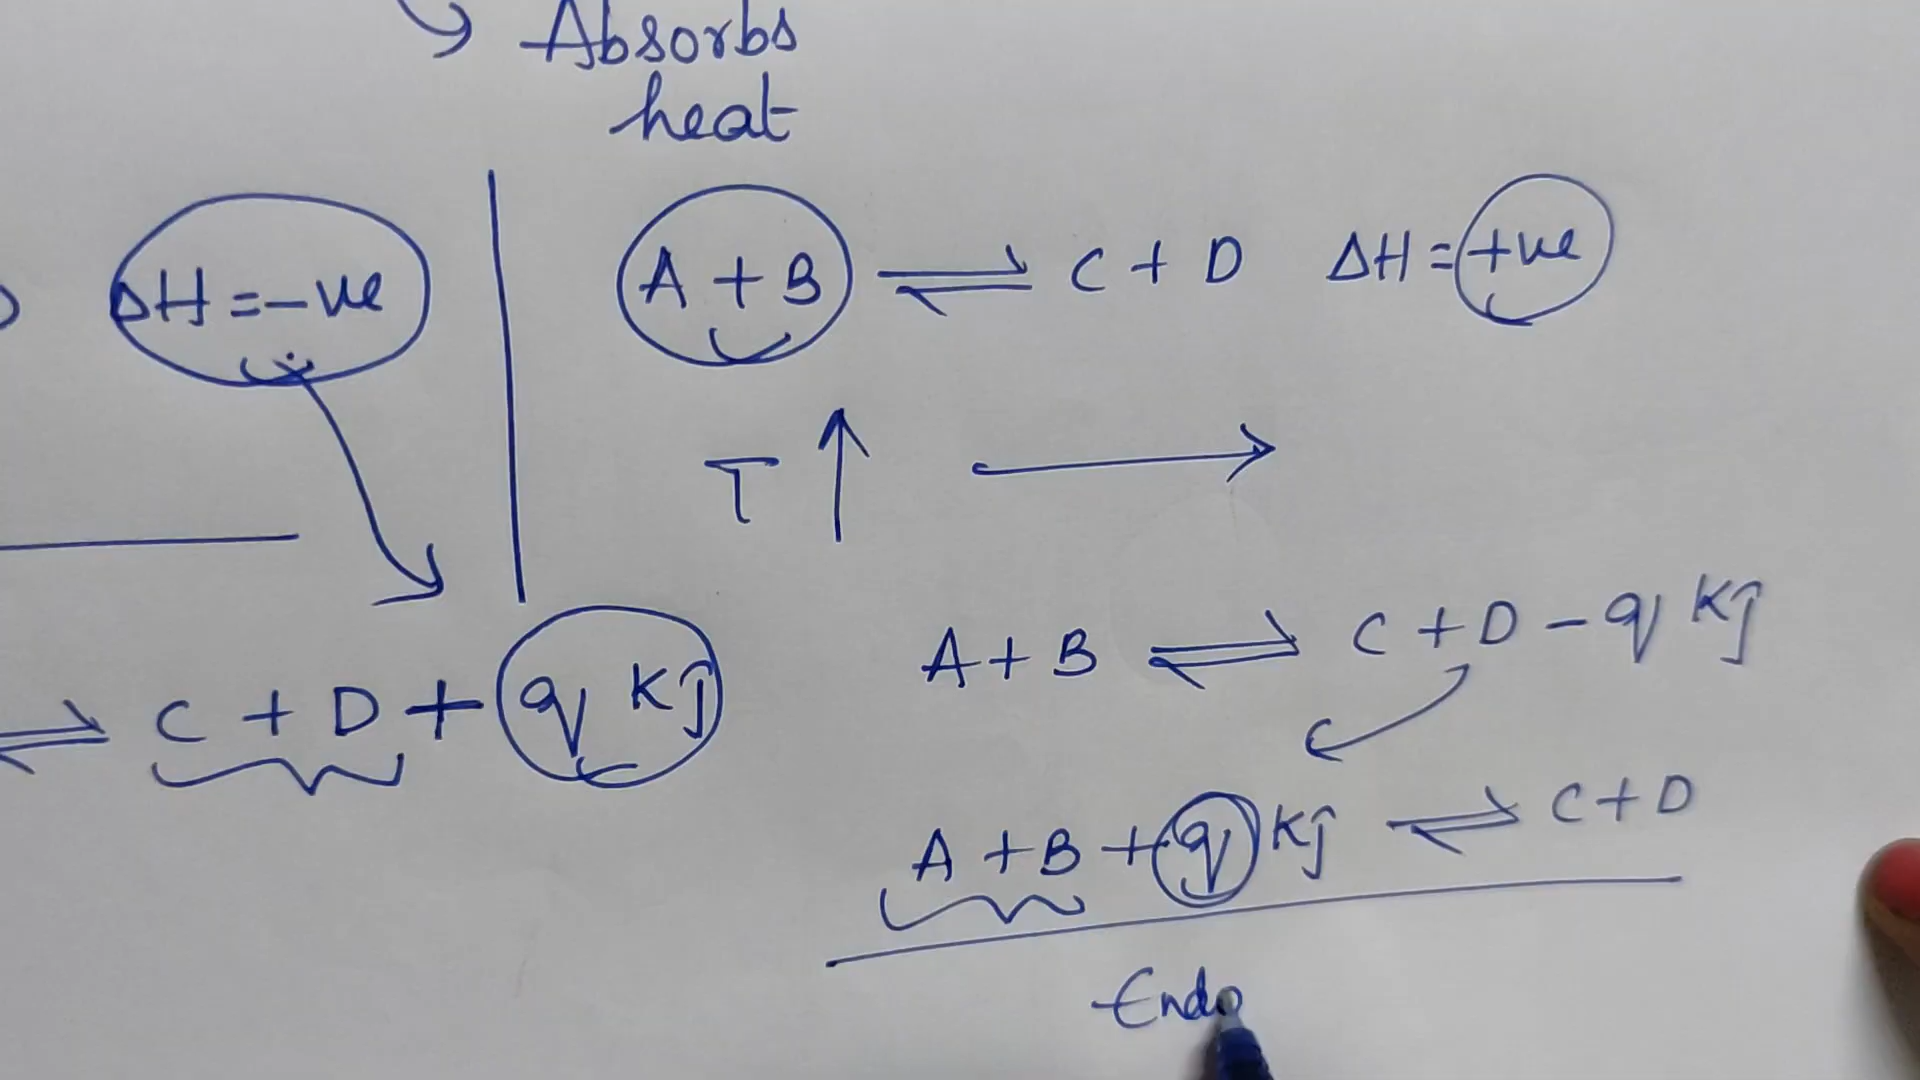 Absorbs
heat
ΔH = -ve
A + B ⇌ C + D ΔH = +ve
T ↑ →
A + B ⇌ C + D - q KJ
⇌ C + D + q KJ
A + B + q KJ ⇌ C + D
Endo